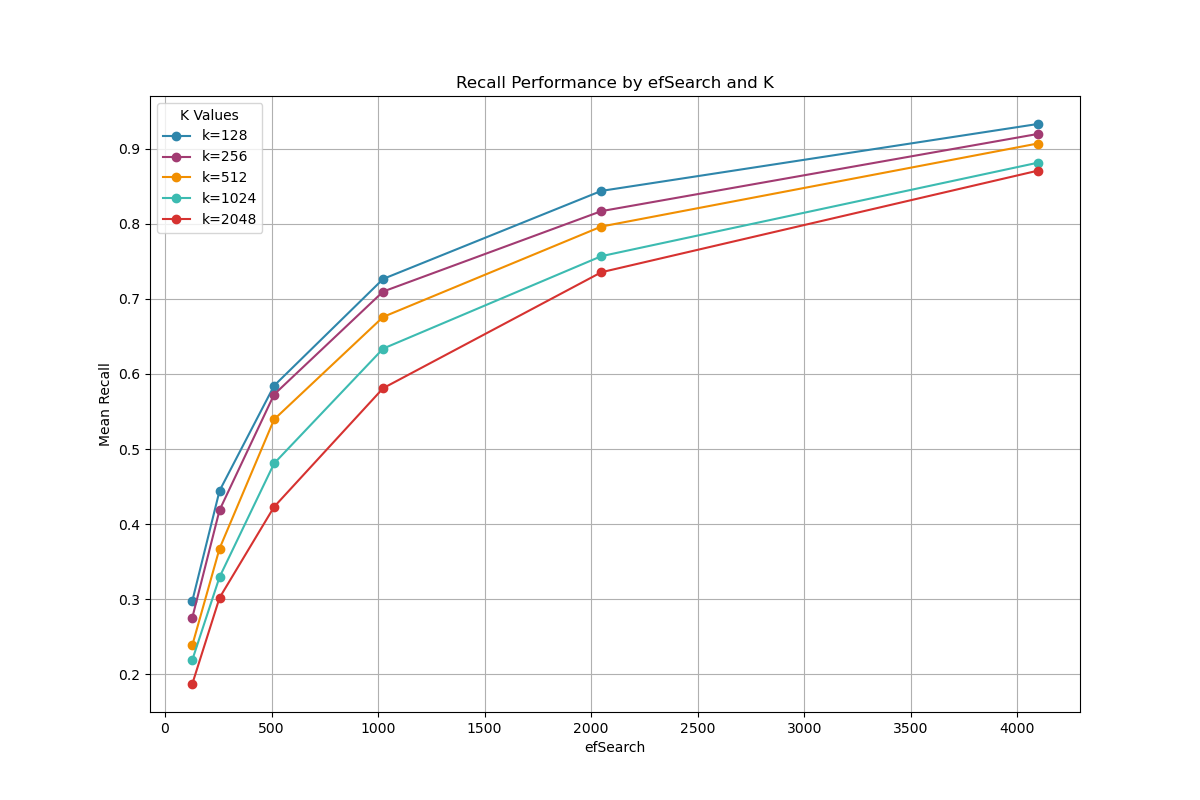 Recall Performance by efSearch and K
K Values
k=128
k=256
k=512
k=1024
k=2048
0.9
0.8
0.7
0.6
0.5
0.4
0.3
0.2
Mean Recall
0 500 1000 1500 2000 2500 3000 3500 4000
efSearch